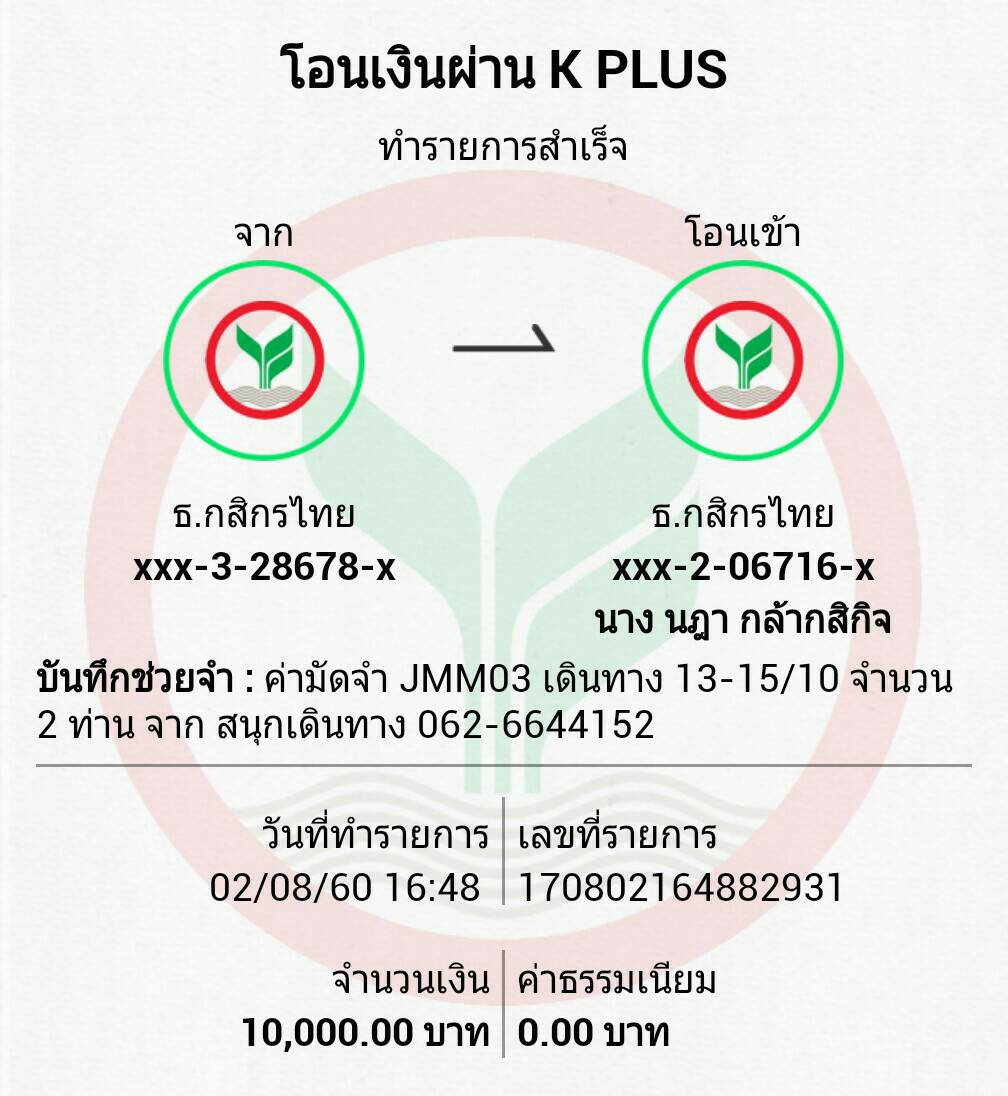 โอนเงินผ่าน K PLUS
ทำรายการสำเร็จ
จาก
โอนเข้า
ธ.กสิกรไทย
xxx-3-28678-x
ธ.กสิกรไทย
xxx-2-06716-x
นาง นฎา กล้ากสิกิจ
บันทึกช่วยจำ : ค่ามัดจำ JMM03 เดินทาง 13-15/10 จำนวน
2 ท่าน จาก สนุกเดินทาง 062-6644152
วันที่ทำรายการ
02/08/60 16:48
เลขที่รายการ
170802164882931
จำนวนเงิน
10,000.00 บาท
ค่าธรรมเนียม
0.00 บาท